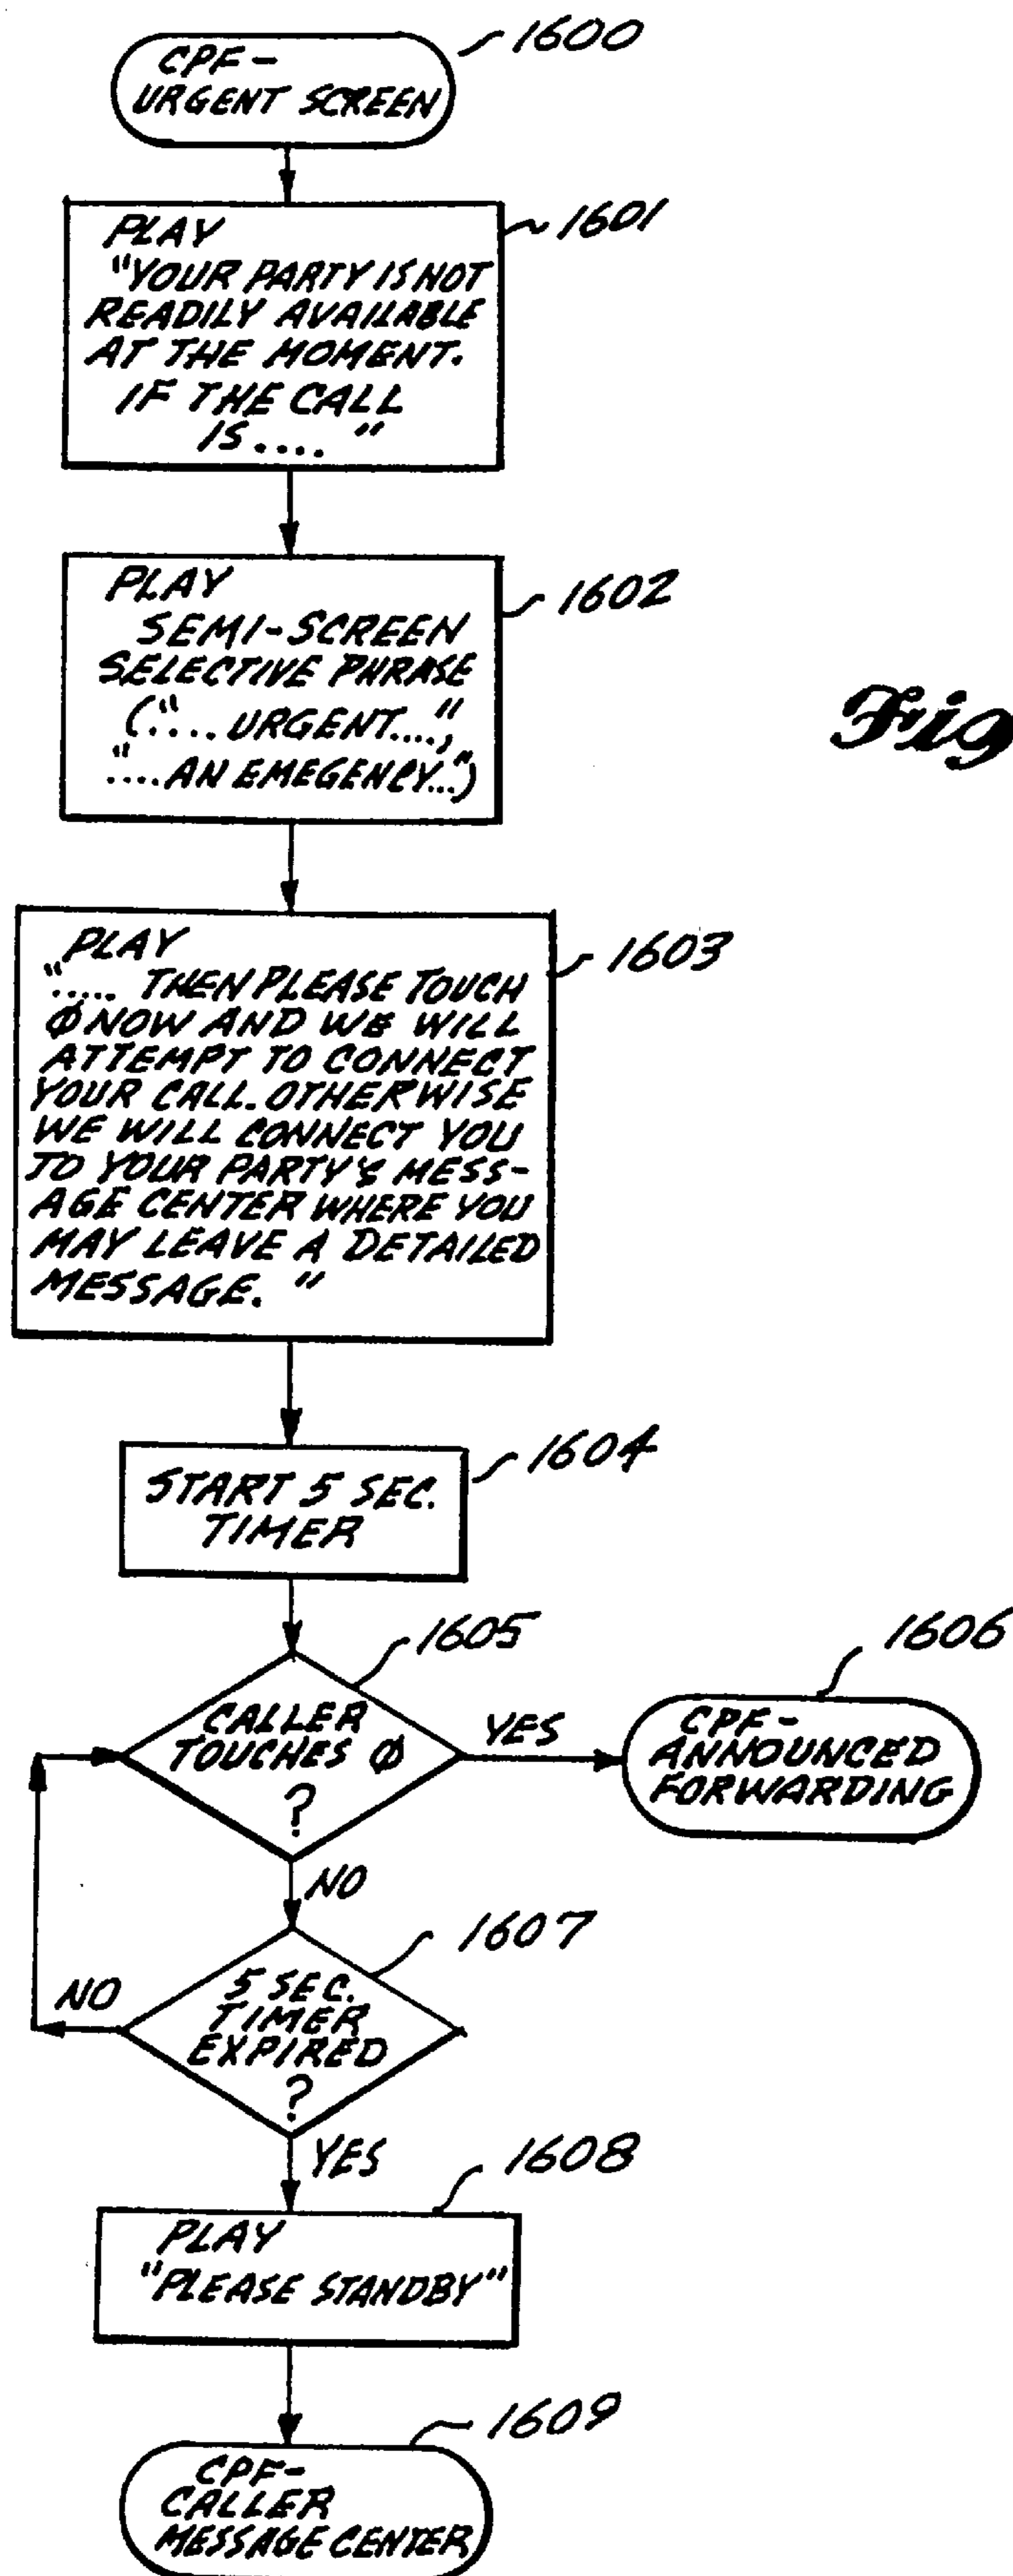 CPF-
URGENT SCREEN
1600
PLAY
"YOUR PARTY IS NOT
READILY AVAILABLE
AT THE MOMENT.
IF THE CALL
IS...."
1601
PLAY
SEMI-SCREEN
SELECTIVE PHRASE
("....URGENT....",
"....AN EMEGENCY...")
1602
Fig
PLAY
"..... THEN PLEASE TOUCH
Ø NOW AND WE WILL
ATTEMPT TO CONNECT
YOUR CALL. OTHERWISE
WE WILL CONNECT YOU
TO YOUR PARTY'S MESS-
AGE CENTER WHERE YOU
MAY LEAVE A DETAILED
MESSAGE."
1603
START 5 SEC.
TIMER
1604
CALLER
TOUCHES Ø
?
1605
YES
CPF-
ANNOUNCED
FORWARDING
1606
NO
5 SEC.
TIMER
EXPIRED
?
1607
NO
YES
PLAY
"PLEASE STANDBY"
1608
CPF-
CALLER
MESSAGE CENTER
1609